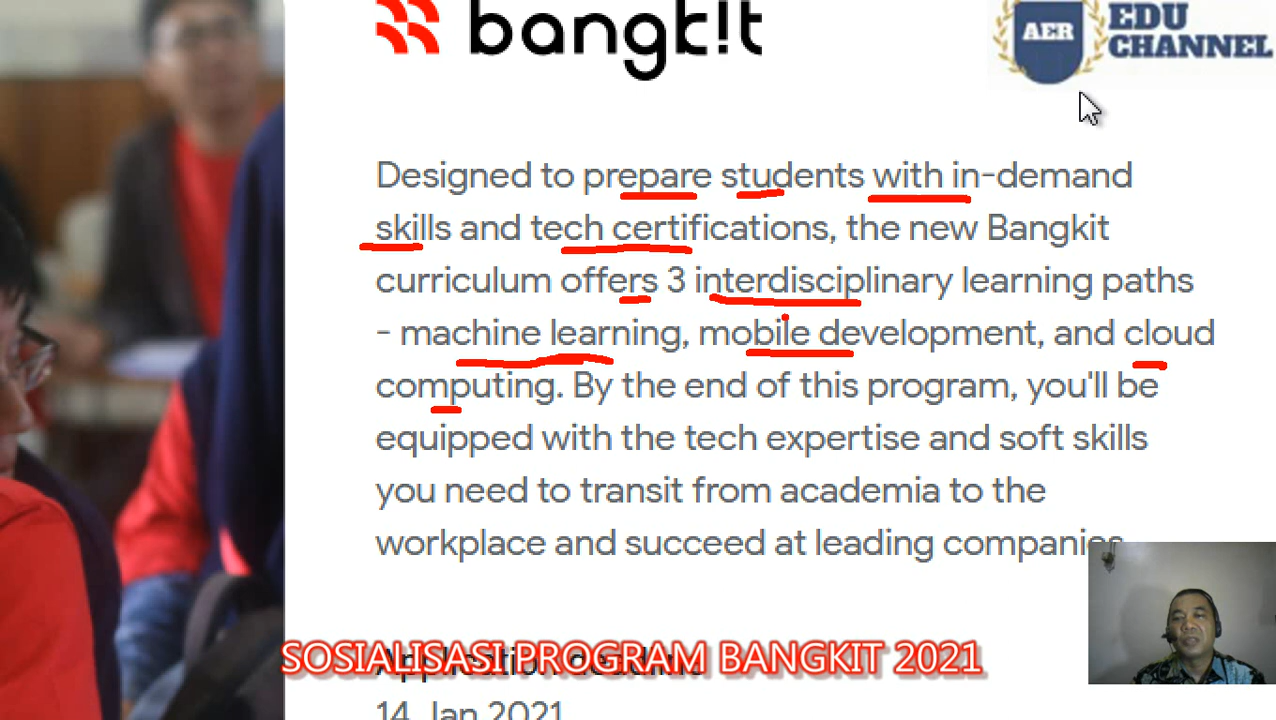 bangk!t
AER EDU
CHANNEL
Designed to prepare students with in-demand
skills and tech certifications, the new Bangkit
curriculum offers 3 interdisciplinary learning paths
- machine learning, mobile development, and cloud
computing. By the end of this program, you'll be
equipped with the tech expertise and soft skills
you need to transit from academia to the
workplace and succeed at leading companies
SOSIALISASI PROGRAM BANGKIT 2021
Application deadline
14 Jan 2021